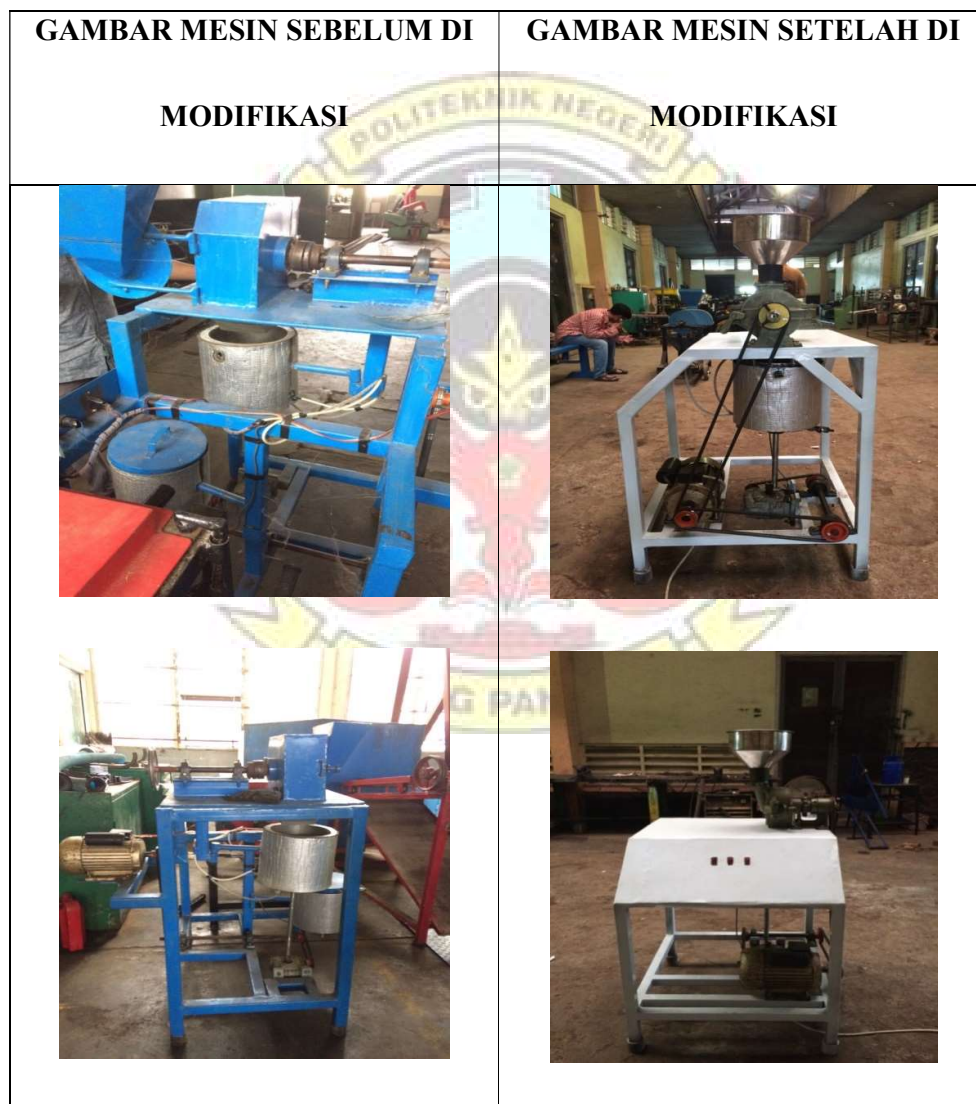 GAMBAR MESIN SEBELUM DI
MODIFIKASI
GAMBAR MESIN SETELAH DI
MODIFIKASI
POLITEKNIK NEGERI
G PAN